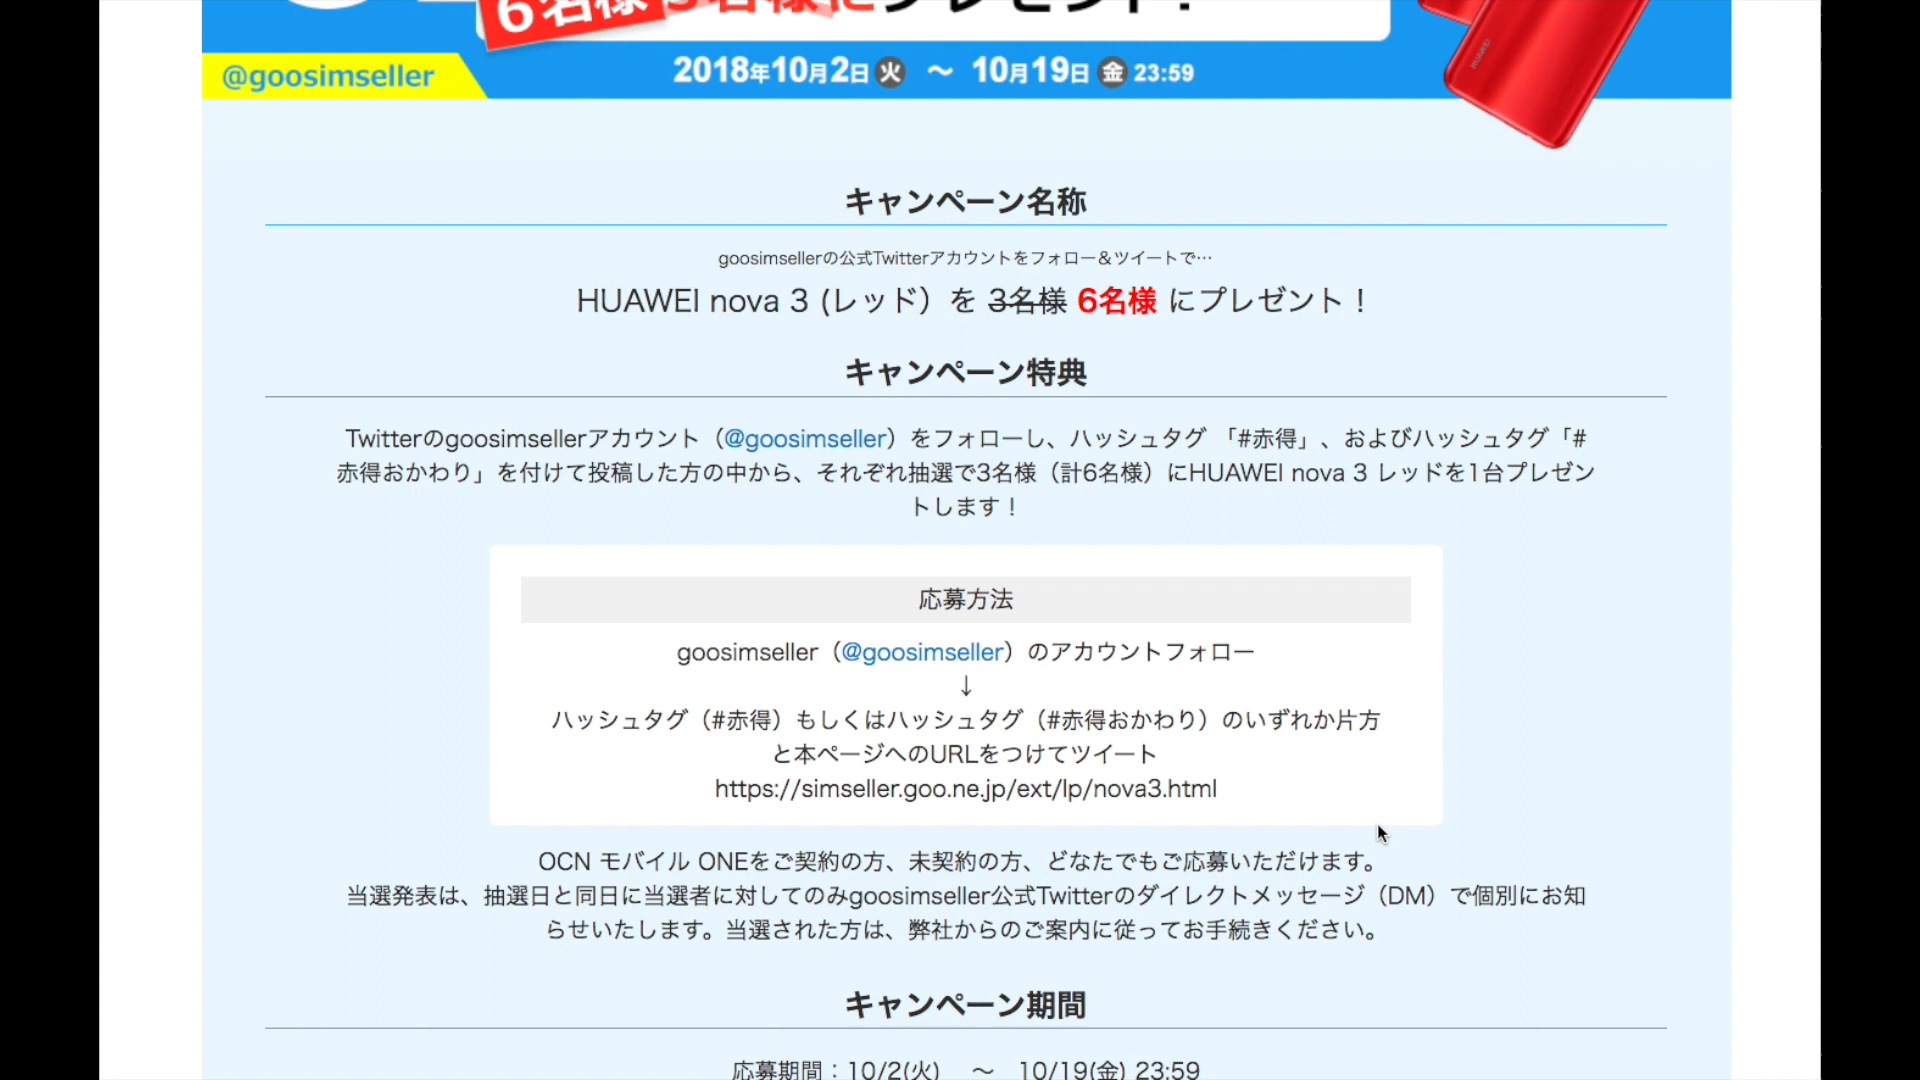 6名様 3名様にプレゼント!
@goosimseller
2018年10月2日 火 ～ 10月19日 金 23:59
HUAWEI
キャンペーン名称
goosimsellerの公式Twitterアカウントをフォロー＆ツイートで…
HUAWEI nova 3 (レッド）を 3名様 6名様 にプレゼント！
キャンペーン特典
Twitterのgoosimsellerアカウント（@goosimseller）をフォローし、ハッシュタグ 「#赤得」、およびハッシュタグ「#
赤得おかわり」を付けて投稿した方の中から、それぞれ抽選で3名様（計6名様）にHUAWEI nova 3 レッドを1台プレゼン
トします！
応募方法
goosimseller（@goosimseller）のアカウントフォロー
↓
ハッシュタグ（#赤得）もしくはハッシュタグ（#赤得おかわり）のいずれか片方
と本ページへのURLをつけてツイート
https://simseller.goo.ne.jp/ext/lp/nova3.html
OCN モバイル ONEをご契約の方、未契約の方、どなたでもご応募いただけます。
当選発表は、抽選日と同日に当選者に対してのみgoosimseller公式Twitterのダイレクトメッセージ（DM）で個別にお知
らせいたします。当選された方は、弊社からのご案内に従ってお手続きください。
キャンペーン期間
応募期間：10/2(火)　～　10/19(金) 23:59